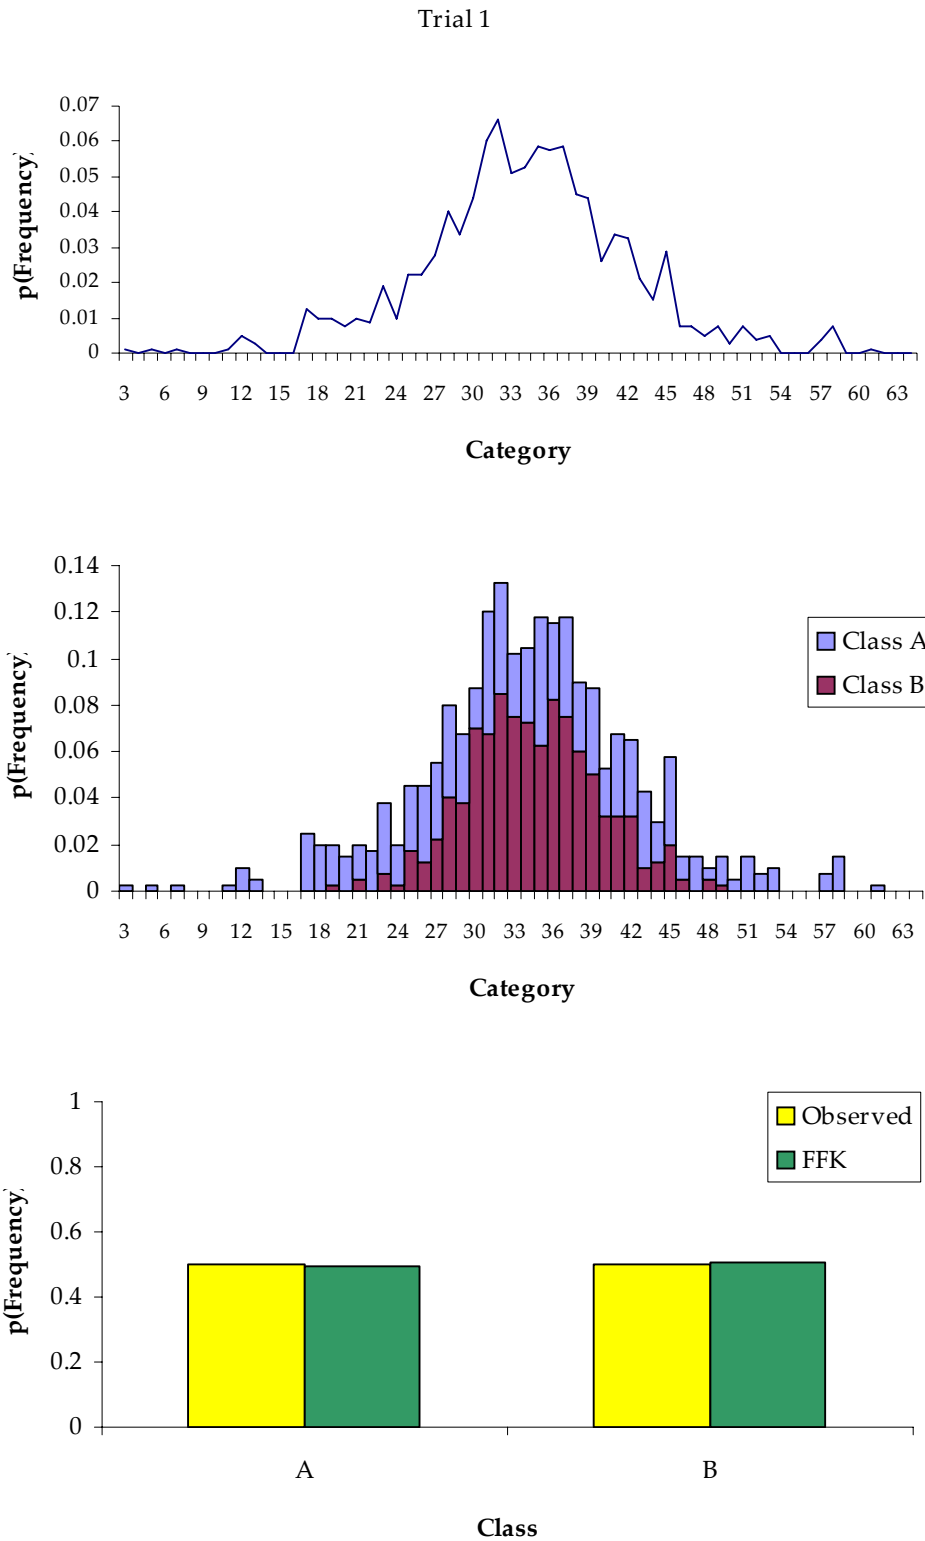 Trial 1
0.07
0.06
0.05
0.04
0.03
0.02
0.01
0
p(Frequency)
3 6 9 12 15 18 21 24 27 30 33 36 39 42 45 48 51 54 57 60 63
Category
0.14
0.12
0.1
0.08
0.06
0.04
0.02
0
p(Frequency)
Class A
Class B
3 6 9 12 15 18 21 24 27 30 33 36 39 42 45 48 51 54 57 60 63
Category
1
0.8
0.6
0.4
0.2
0
p(Frequency)
Observed
FFK
A B
Class